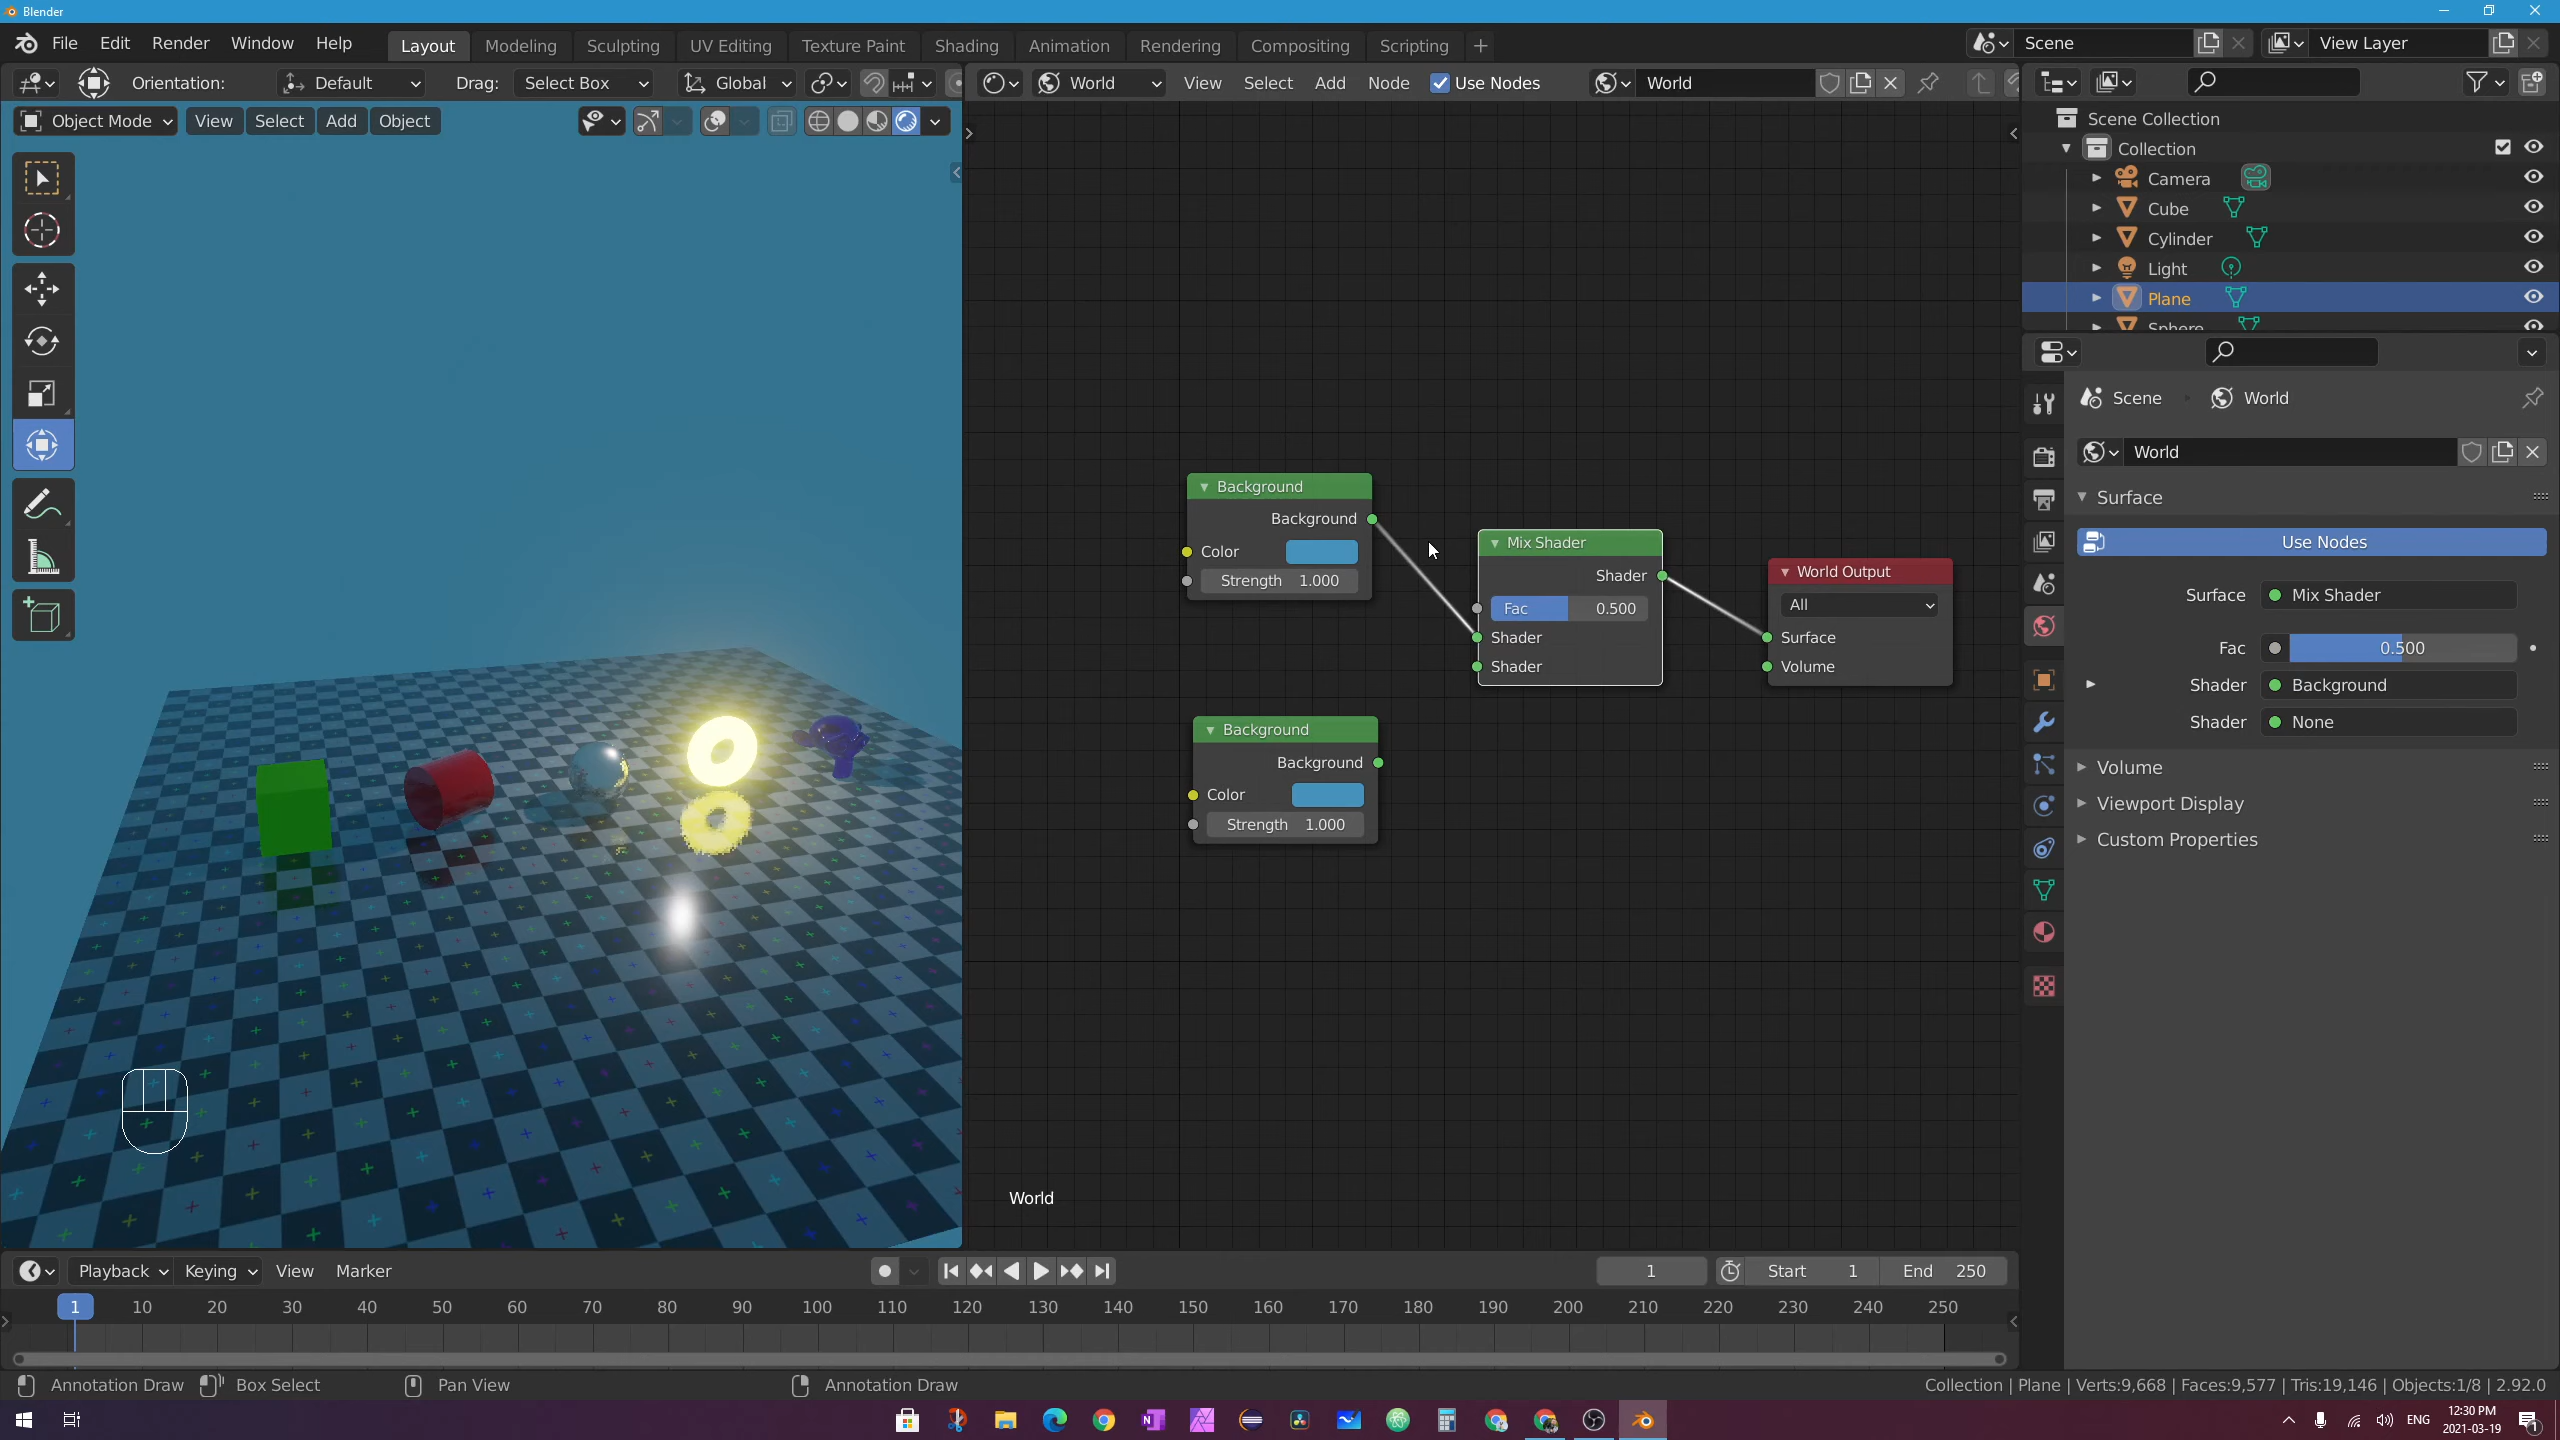 Blender
File Edit Render Window Help Layout Modeling Sculpting UV Editing Texture Paint Shading Animation Rendering Compositing Scripting Scene View Layer
Orientation: Default Drag: Select Box Global
World View Select Add Node Use Nodes World
Object Mode View Select Add Object
Scene Collection
Collection
Camera
Cube
Cylinder
Light
Plane
Sphere
Background
Background
Color
Strength 1.000
Mix Shader
Shader
Fac 0.500
Shader
Shader
World Output
All
Surface
Volume
Background
Background
Color
Strength 1.000
World
Scene World
World
Surface
Use Nodes
Surface Mix Shader
Fac 0.500
Shader Background
Shader None
Volume
Viewport Display
Custom Properties
Playback Keying View Marker 1 Start 1 End 250
1 10 20 30 40 50 60 70 80 90 100 110 120 130 140 150 160 170 180 190 200 210 220 230 240 250
Annotation Draw Box Select Pan View Annotation Draw Collection | Plane | Verts:9,668 | Faces:9,577 | Tris:19,146 | Objects:1/8 | 2.92.0
ENG
12:30 PM
2021-03-19
1